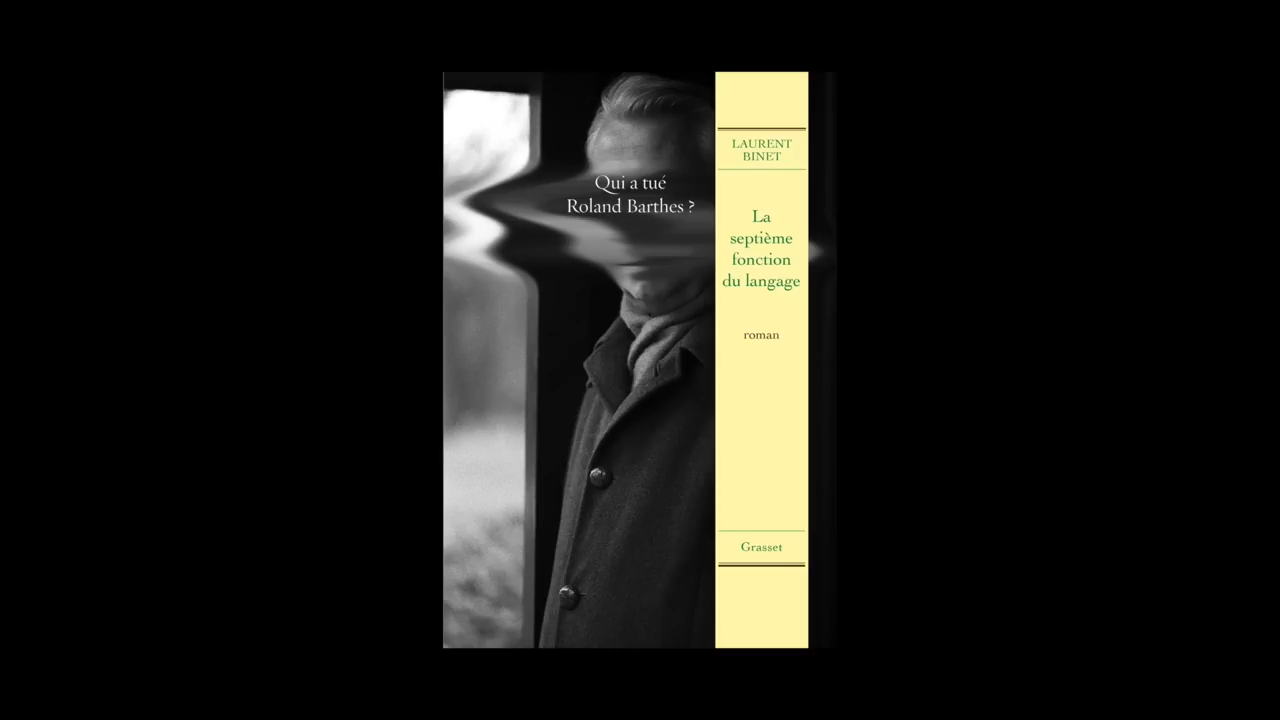 Qui a tué
Roland Barthes ?
LAURENT
BINET
La
septième
fonction
du langage
roman
Grasset